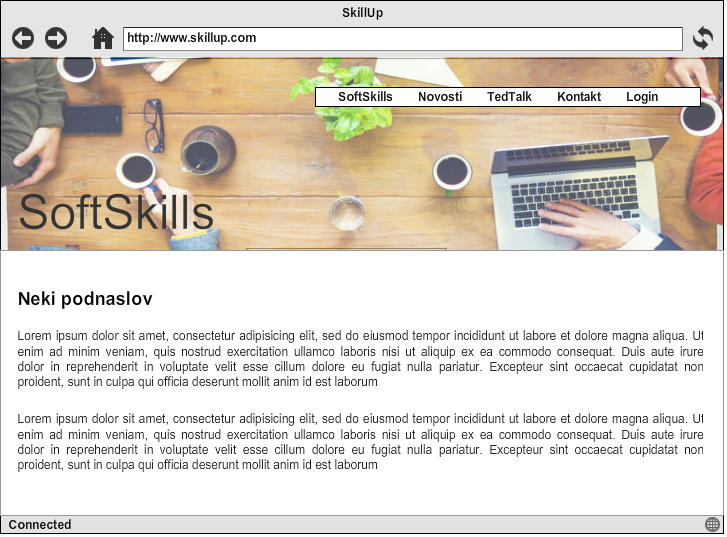 SkillUp
http://www.skillup.com
SoftSkills Novosti TedTalk Kontakt Login
SoftSkills
Neki podnaslov
Lorem ipsum dolor sit amet, consectetur adipisicing elit, sed do eiusmod tempor incididunt ut labore et dolore magna aliqua. Ut
enim ad minim veniam, quis nostrud exercitation ullamco laboris nisi ut aliquip ex ea commodo consequat. Duis aute irure
dolor in reprehenderit in voluptate velit esse cillum dolore eu fugiat nulla pariatur. Excepteur sint occaecat cupidatat non
proident, sunt in culpa qui officia deserunt mollit anim id est laborum
Lorem ipsum dolor sit amet, consectetur adipisicing elit, sed do eiusmod tempor incididunt ut labore et dolore magna aliqua. Ut
enim ad minim veniam, quis nostrud exercitation ullamco laboris nisi ut aliquip ex ea commodo consequat. Duis aute irure
dolor in reprehenderit in voluptate velit esse cillum dolore eu fugiat nulla pariatur. Excepteur sint occaecat cupidatat non
proident, sunt in culpa qui officia deserunt mollit anim id est laborum
Connected